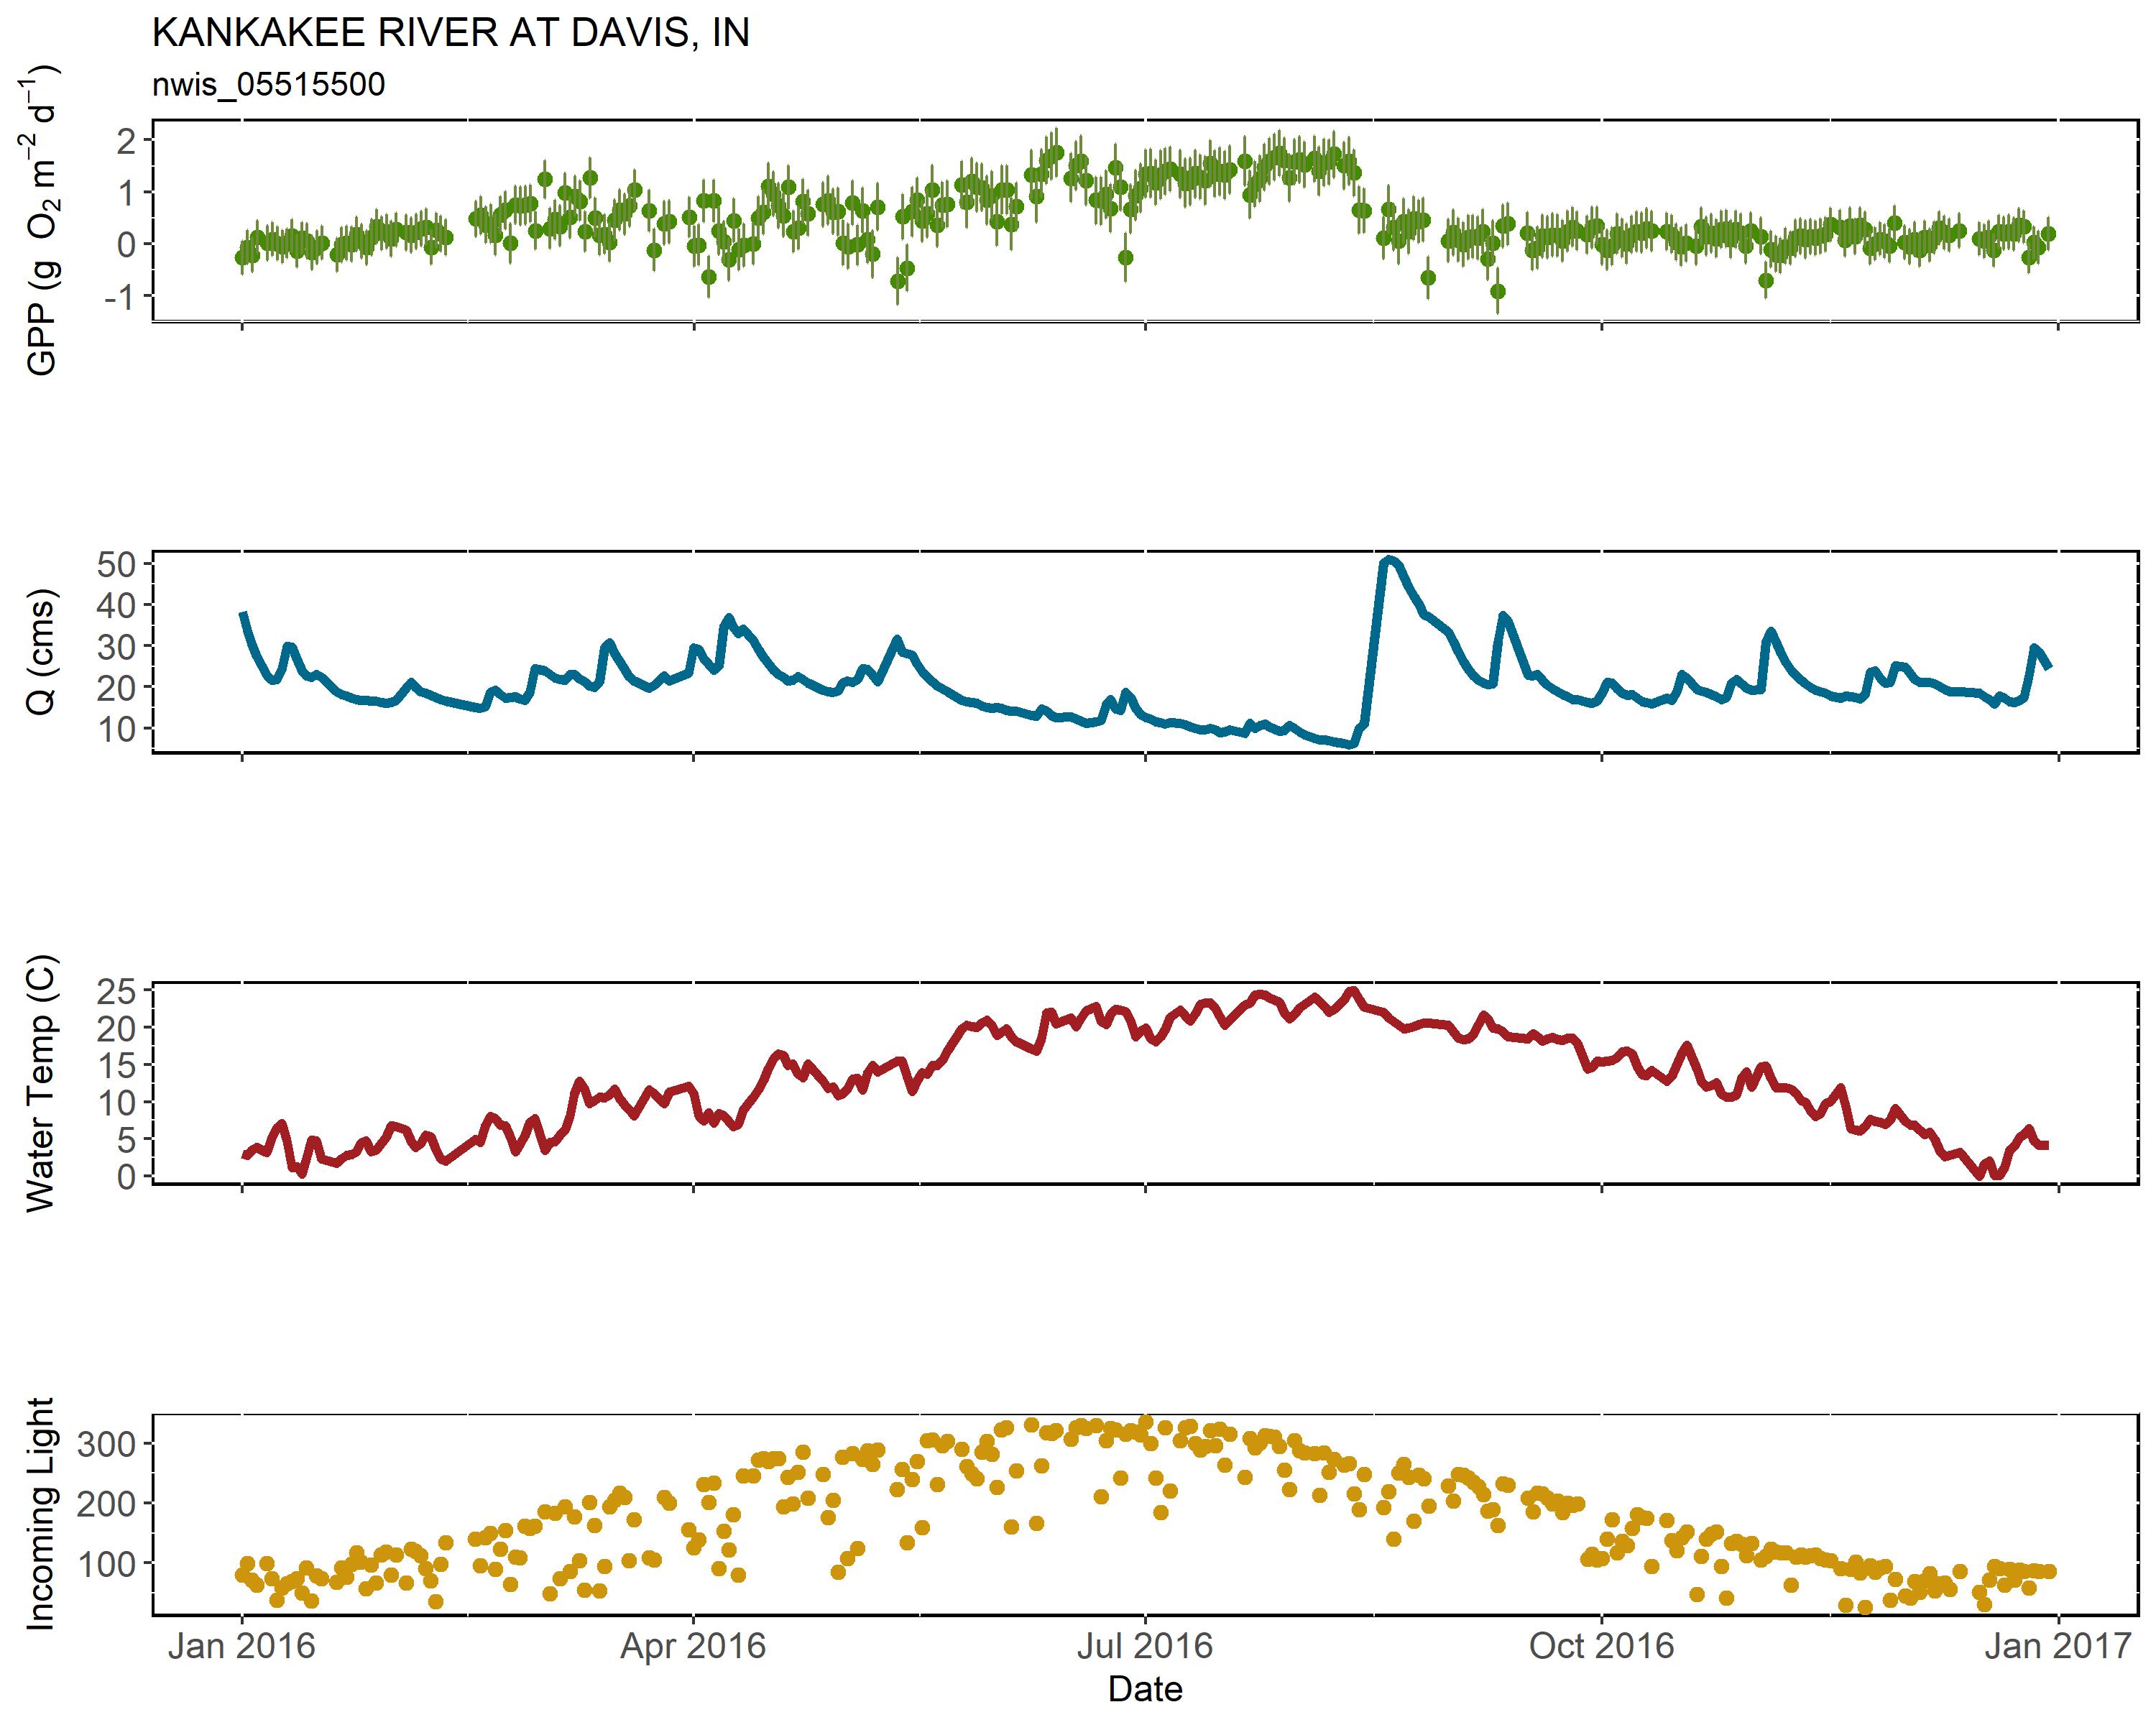 KANKAKEE RIVER AT DAVIS, IN
nwis_05515500
GPP (g O₂ m⁻² d⁻¹)
2
1
0
-1
Q (cms)
50
40
30
20
10
Water Temp (C)
25
20
15
10
5
0
Incoming Light
300
200
100
Jan 2016 Apr 2016 Jul 2016 Oct 2016 Jan 2017
Date